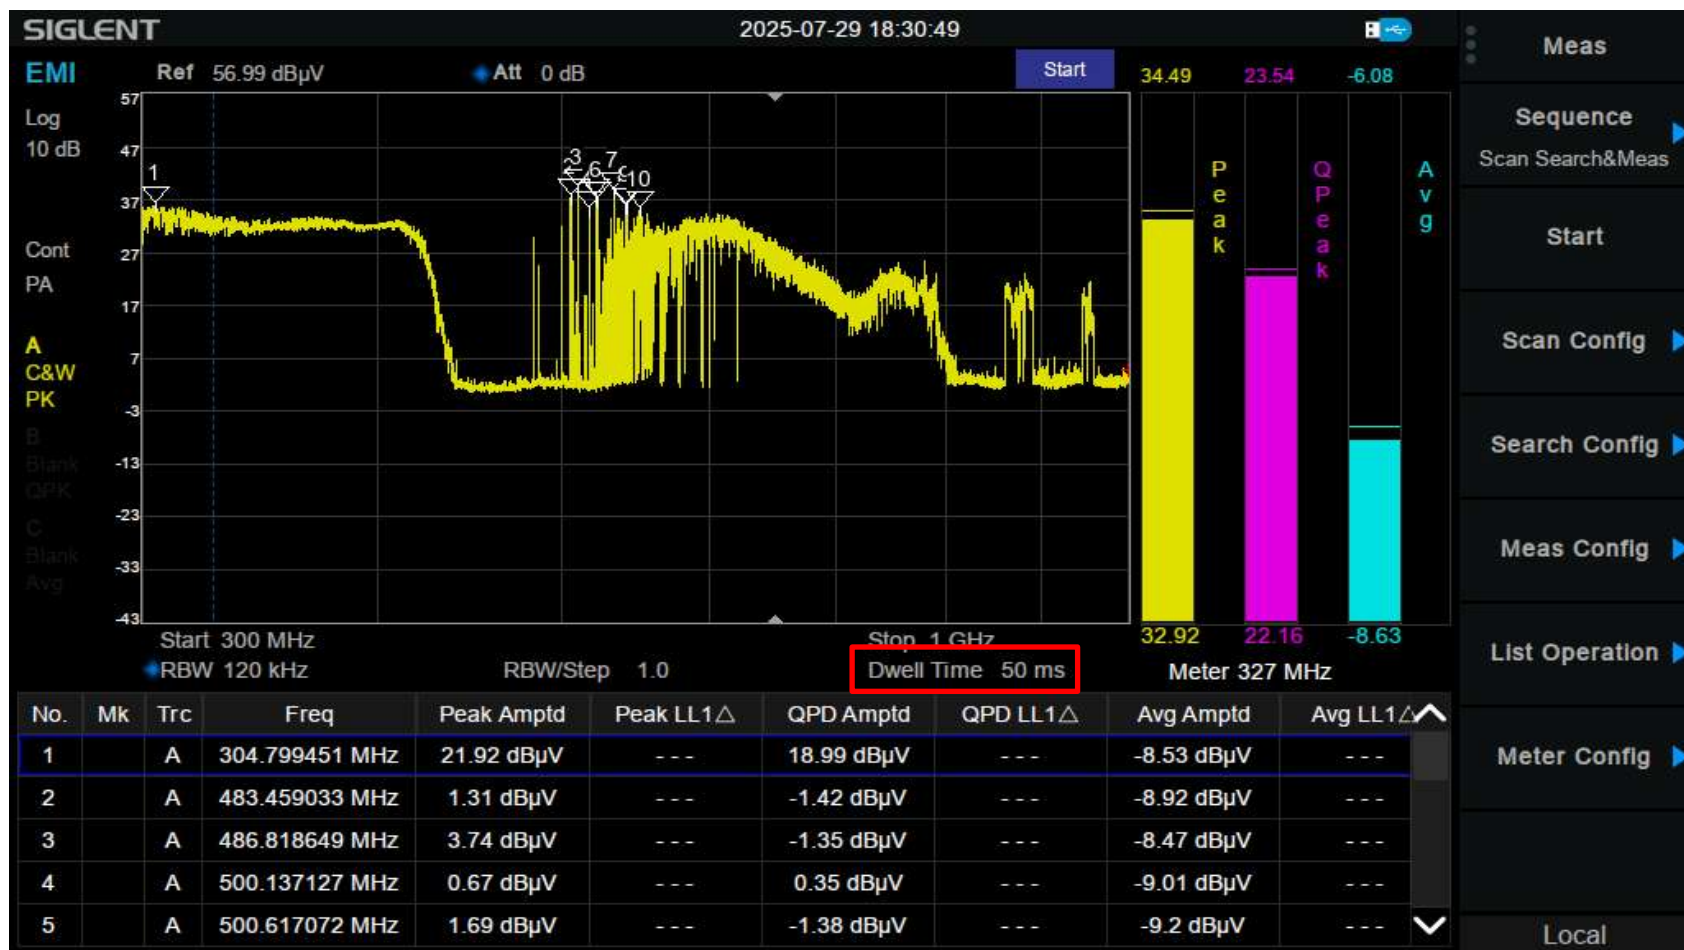 SIGLENT 2025-07-29 18:30:49
Meas
EMI Ref 56.99 dBµV Att 0 dB Start 34.49 23.54 -6.08
Log
10 dB
Cont
PA
A
C&W
PK
B
Blank
QPK
C
Blank
Avg
57
47
37
27
17
7
-3
-13
-23
-33
-43
1 3 6 7 9 10
Peak
QPeak
Avg
Start 300 MHz Stop 1 GHz 32.92 22.16 -8.63
RBW 120 kHz RBW/Step 1.0 Dwell Time 50 ms Meter 327 MHz
No. Mk Trc Freq Peak Amptd Peak LL1△ QPD Amptd QPD LL1△ Avg Amptd Avg LL1△
1 A 304.799451 MHz 21.92 dBµV - - - 18.99 dBµV - - - -8.53 dBµV - - -
2 A 483.459033 MHz 1.31 dBµV - - - -1.42 dBµV - - - -8.92 dBµV - - -
3 A 486.818649 MHz 3.74 dBµV - - - -1.35 dBµV - - - -8.47 dBµV - - -
4 A 500.137127 MHz 0.67 dBµV - - - 0.35 dBµV - - - -9.01 dBµV - - -
5 A 500.617072 MHz 1.69 dBµV - - - -1.38 dBµV - - - -9.2 dBµV - - -
Sequence
Scan Search&Meas
Start
Scan Config
Search Config
Meas Config
List Operation
Meter Config
Local